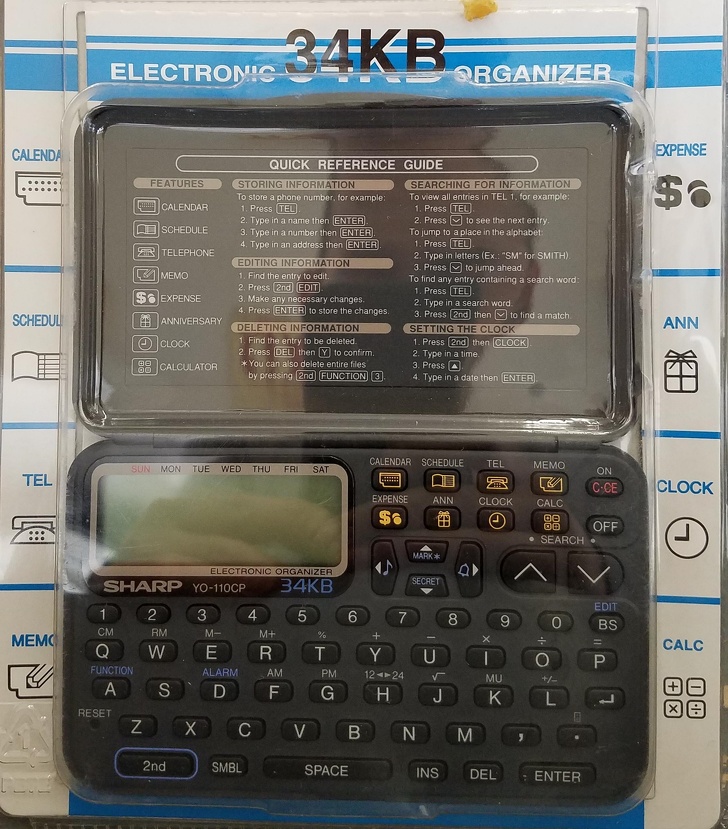 34KB
ELECTRONIC ORGANIZER
CALENDA
SCHEDUL
TEL
MEMO
EXPENSE
ANN
CLOCK
CALC
QUICK REFERENCE GUIDE
FEATURES
CALENDAR
SCHEDULE
TELEPHONE
MEMO
EXPENSE
ANNIVERSARY
CLOCK
CALCULATOR
STORING INFORMATION
To store a phone number, for example:
1. Press TEL.
2. Type in a name then ENTER.
3. Type in a number then ENTER.
4. Type in an address then ENTER.
EDITING INFORMATION
1. Find the entry to edit.
2. Press 2nd EDIT.
3. Make any necessary changes.
4. Press ENTER to store the changes.
DELETING INFORMATION
1. Find the entry to be deleted.
2. Press DEL then Y to confirm.
*You can also delete entire files
by pressing 2nd FUNCTION 3.
SEARCHING FOR INFORMATION
To view all entries in TEL 1, for example:
1. Press TEL.
2. Press to see the next entry.
To jump to a place in the alphabet:
1. Press TEL.
2. Type in letters (Ex.: "SM" for SMITH)
3. Press to jump ahead.
To find any entry containing a search word:
1. Press TEL.
2. Type in a search word.
3. Press 2nd then to find a match.
SETTING THE CLOCK
1. Press 2nd then CLOCK.
2. Type in a time.
3. Press ▲.
4. Type in a date then ENTER.
SUN MON TUE WED THU FRI SAT
ELECTRONIC ORGANIZER
SHARP YO-110CP 34KB
CALENDAR SCHEDULE TEL MEMO ON
C·CE
EXPENSE ANN CLOCK CALC
OFF
• SEARCH •
MARK*
SECRET
EDIT
1 2 3 4 5 6 7 8 9 0 BS
CM RM M− M+ % + − × ÷ =
Q W E R T Y U I O P
FUNCTION ALARM AM PM 12◄►24 √ MU +/−
A S D F G H J K L
RESET
Z X C V B N M , .
2nd SMBL SPACE INS DEL ENTER